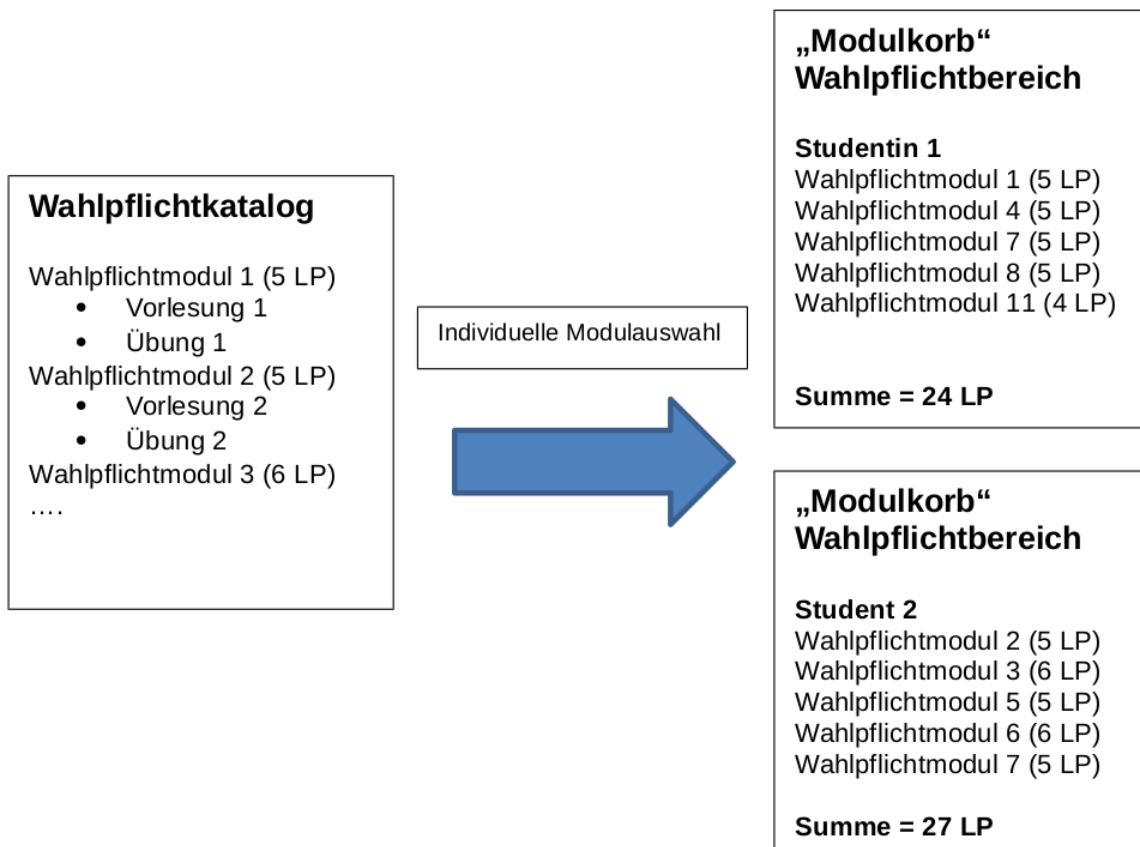 Wahlpflichtkatalog
Wahlpflichtmodul 1 (5 LP)
• Vorlesung 1
• Übung 1
Wahlpflichtmodul 2 (5 LP)
• Vorlesung 2
• Übung 2
Wahlpflichtmodul 3 (6 LP)
….
Individuelle Modulauswahl
„Modulkorb“
Wahlpflichtbereich
Studentin 1
Wahlpflichtmodul 1 (5 LP)
Wahlpflichtmodul 4 (5 LP)
Wahlpflichtmodul 7 (5 LP)
Wahlpflichtmodul 8 (5 LP)
Wahlpflichtmodul 11 (4 LP)
Summe = 24 LP
„Modulkorb“
Wahlpflichtbereich
Student 2
Wahlpflichtmodul 2 (5 LP)
Wahlpflichtmodul 3 (6 LP)
Wahlpflichtmodul 5 (5 LP)
Wahlpflichtmodul 6 (6 LP)
Wahlpflichtmodul 7 (5 LP)
Summe = 27 LP